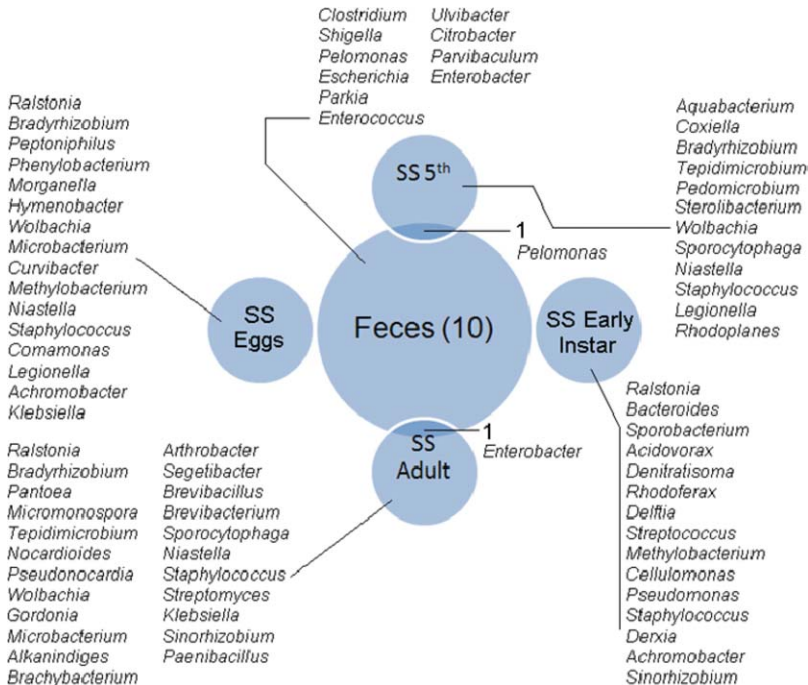 Clostridium
Shigella
Pelomonas
Escherichia
Parkia
Enterococcus
Ulvibacter
Citrobacter
Parvibaculum
Enterobacter
Ralstonia
Bradyrhizobium
Peptoniphilus
Phenylobacterium
Morganella
Hymenobacter
Wolbachia
Microbacterium
Curvibacter
Methylobacterium
Niastella
Staphylococcus
Comamonas
Legionella
Achromobacter
Klebsiella
SS 5th
Aquabacterium
Coxiella
Bradyrhizobium
Tepidimicrobium
Pedomicrobium
Sterolibacterium
Wolbachia
Sporocytophaga
Niastella
Staphylococcus
Legionella
Rhodoplanes
1
Pelomonas
SS
Eggs
Feces (10)
SS Early
Instar
1
Enterobacter
SS
Adult
Ralstonia
Bradyrhizobium
Pantoea
Micromonospora
Tepidimicrobium
Nocardioides
Pseudonocardia
Wolbachia
Gordonia
Microbacterium
Alkanindiges
Brachybacterium
Arthrobacter
Segetibacter
Brevibacillus
Brevibacterium
Sporocytophaga
Niastella
Staphylococcus
Streptomyces
Klebsiella
Sinorhizobium
Paenibacillus
Ralstonia
Bacteroides
Sporobacterium
Acidovorax
Denitratisoma
Rhodoferax
Delftia
Streptococcus
Methylobacterium
Cellulomonas
Pseudomonas
Staphylococcus
Derxia
Achromobacter
Sinorhizobium